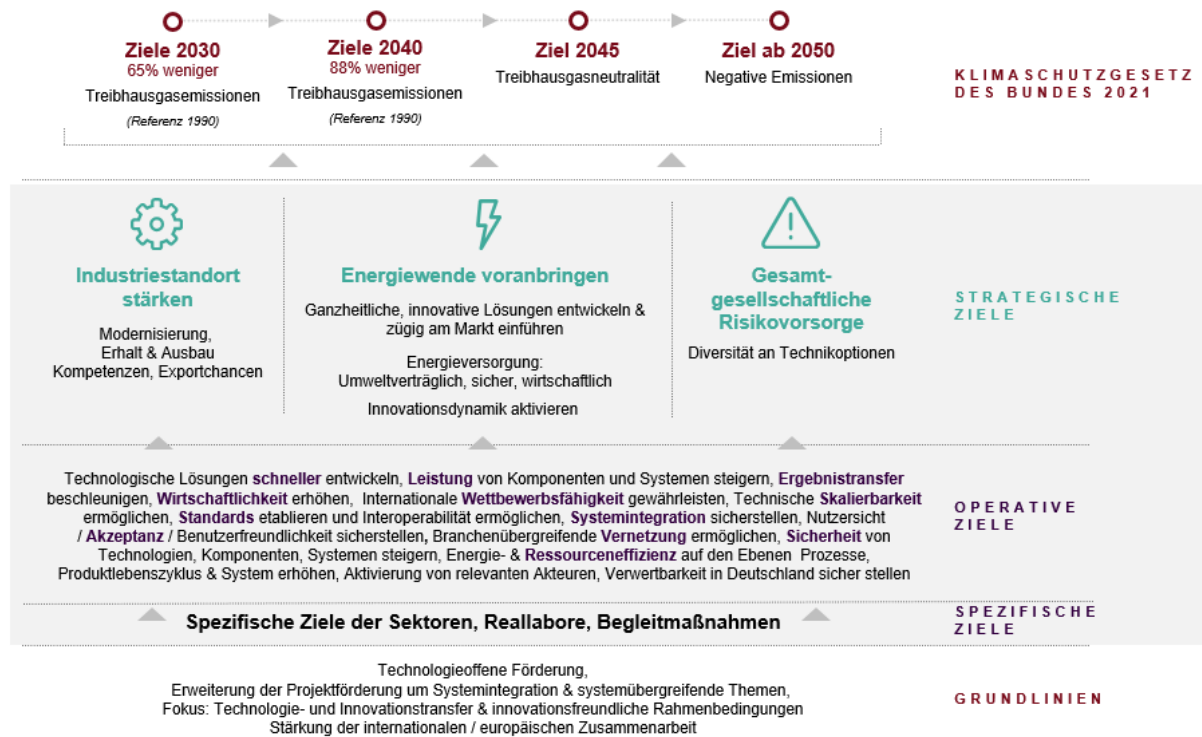 Ziele 2030
65% weniger
Treibhausgasemissionen
(Referenz 1990)
Ziele 2040
88% weniger
Treibhausgasemissionen
(Referenz 1990)
Ziel 2045
Treibhausgasneutralität
Ziel ab 2050
Negative Emissionen
KLIMASCHUTZGESETZ
DES BUNDES 2021
Industriestandort
stärken
Modernisierung,
Erhalt & Ausbau
Kompetenzen, Exportchancen
Energiewende voranbringen
Ganzheitliche, innovative Lösungen entwickeln &
zügig am Markt einführen
Energieversorgung:
Umweltverträglich, sicher, wirtschaftlich
Innovationsdynamik aktivieren
Gesamt-
gesellschaftliche
Risikovorsorge
Diversität an Technikoptionen
STRATEGISCHE
ZIELE
Technologische Lösungen schneller entwickeln, Leistung von Komponenten und Systemen steigern, Ergebnistransfer
beschleunigen, Wirtschaftlichkeit erhöhen, Internationale Wettbewerbsfähigkeit gewährleisten, Technische Skalierbarkeit
ermöglichen, Standards etablieren und Interoperabilität ermöglichen, Systemintegration sicherstellen, Nutzersicht
/ Akzeptanz / Benutzerfreundlichkeit sicherstellen, Branchenübergreifende Vernetzung ermöglichen, Sicherheit von
Technologien, Komponenten, Systemen steigern, Energie- & Ressourceneffizienz auf den Ebenen Prozesse,
Produktlebenszyklus & System erhöhen, Aktivierung von relevanten Akteuren, Verwertbarkeit in Deutschland sicher stellen
OPERATIVE
ZIELE
Spezifische Ziele der Sektoren, Reallabore, Begleitmaßnahmen
SPEZIFISCHE
ZIELE
Technologieoffene Förderung,
Erweiterung der Projektförderung um Systemintegration & systemübergreifende Themen,
Fokus: Technologie- und Innovationstransfer & innovationsfreundliche Rahmenbedingungen
Stärkung der internationalen / europäischen Zusammenarbeit
GRUNDLINIEN